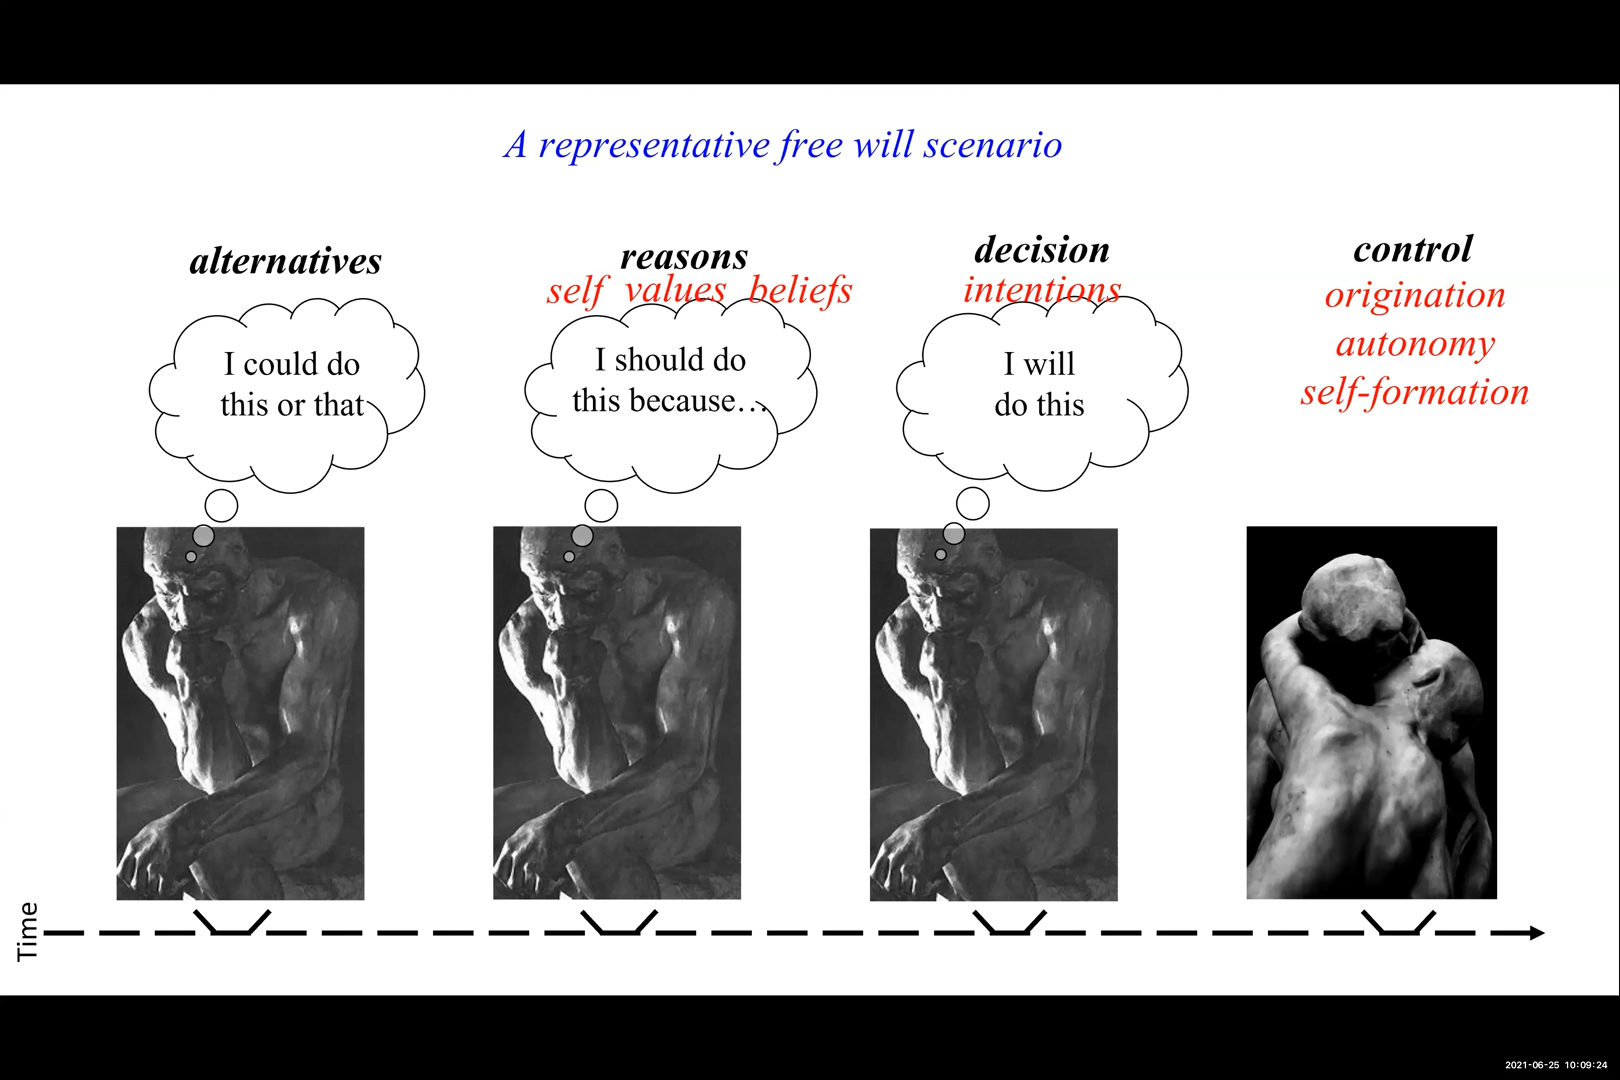 A representative free will scenario
alternatives
I could do
this or that
reasons
self values beliefs
I should do
this because…
decision
intentions
I will
do this
control
origination
autonomy
self-formation
Time
2021-06-25 10:09:24